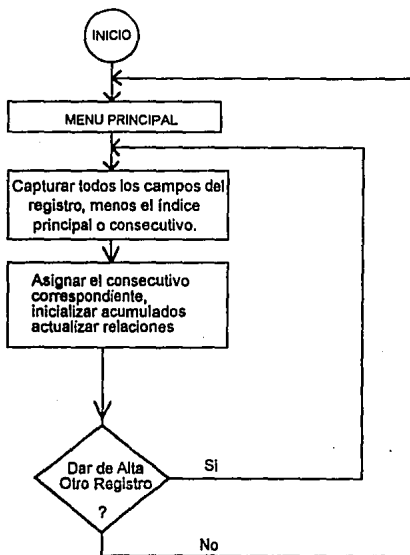 INICIO
MENU PRINCIPAL
Capturar todos los campos del
registro, menos el índice
principal o consecutivo.
Asignar el consecutivo
correspondiente,
inicializar acumulados
actualizar relaciones
Dar de Alta
Otro Registro
?
Si
No